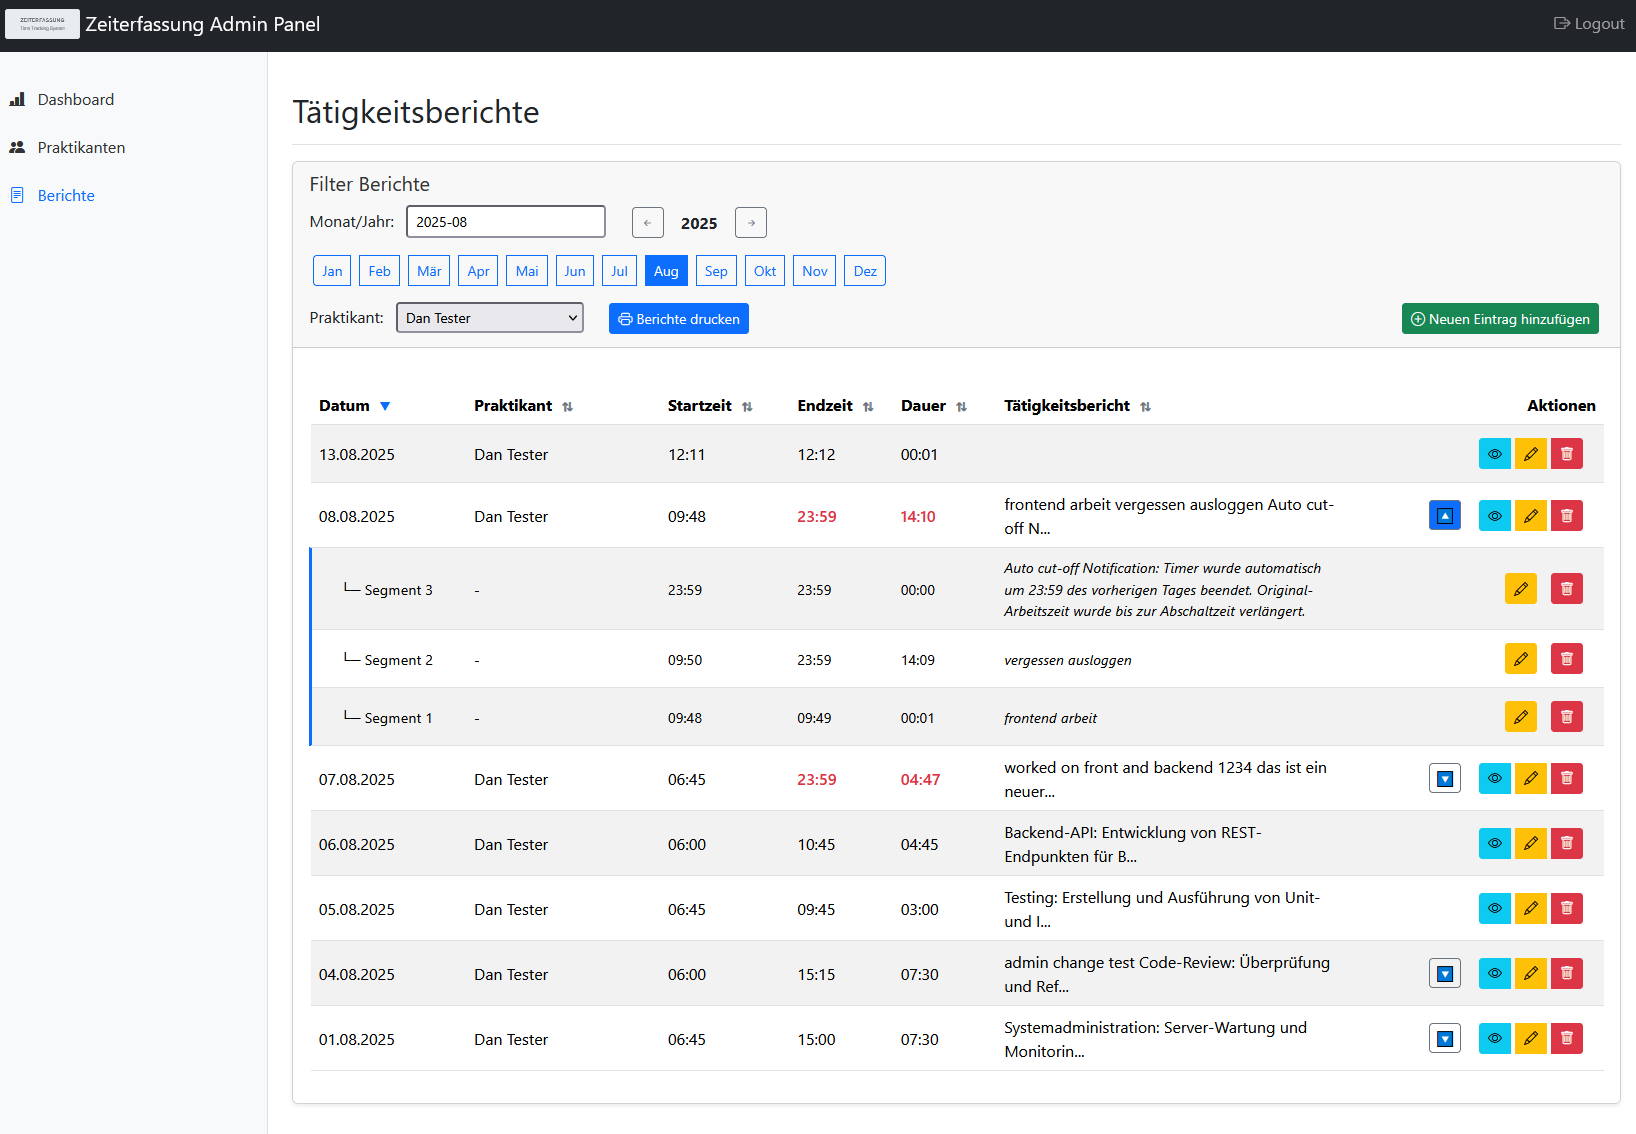 ZEITERFASSUNG
Time Tracking System
Zeiterfassung Admin Panel
Logout
Dashboard
Praktikanten
Berichte
Tätigkeitsberichte
Filter Berichte
Monat/Jahr: 2025-08 ← 2025 →
Jan Feb Mär Apr Mai Jun Jul Aug Sep Okt Nov Dez
Praktikant: Dan Tester Berichte drucken Neuen Eintrag hinzufügen
Datum ▼ Praktikant ⇅ Startzeit ⇅ Endzeit ⇅ Dauer ⇅ Tätigkeitsbericht ⇅ Aktionen
13.08.2025 Dan Tester 12:11 12:12 00:01
08.08.2025 Dan Tester 09:48 23:59 14:10 frontend arbeit vergessen ausloggen Auto cut-
off N...
└─ Segment 3 - 23:59 23:59 00:00 Auto cut-off Notification: Timer wurde automatisch
um 23:59 des vorherigen Tages beendet. Original-
Arbeitszeit wurde bis zur Abschaltzeit verlängert.
└─ Segment 2 - 09:50 23:59 14:09 vergessen ausloggen
└─ Segment 1 - 09:48 09:49 00:01 frontend arbeit
07.08.2025 Dan Tester 06:45 23:59 04:47 worked on front and backend 1234 das ist ein
neuer...
06.08.2025 Dan Tester 06:00 10:45 04:45 Backend-API: Entwicklung von REST-
Endpunkten für B...
05.08.2025 Dan Tester 06:45 09:45 03:00 Testing: Erstellung und Ausführung von Unit-
und I...
04.08.2025 Dan Tester 06:00 15:15 07:30 admin change test Code-Review: Überprüfung
und Ref...
01.08.2025 Dan Tester 06:45 15:00 07:30 Systemadministration: Server-Wartung und
Monitorin...